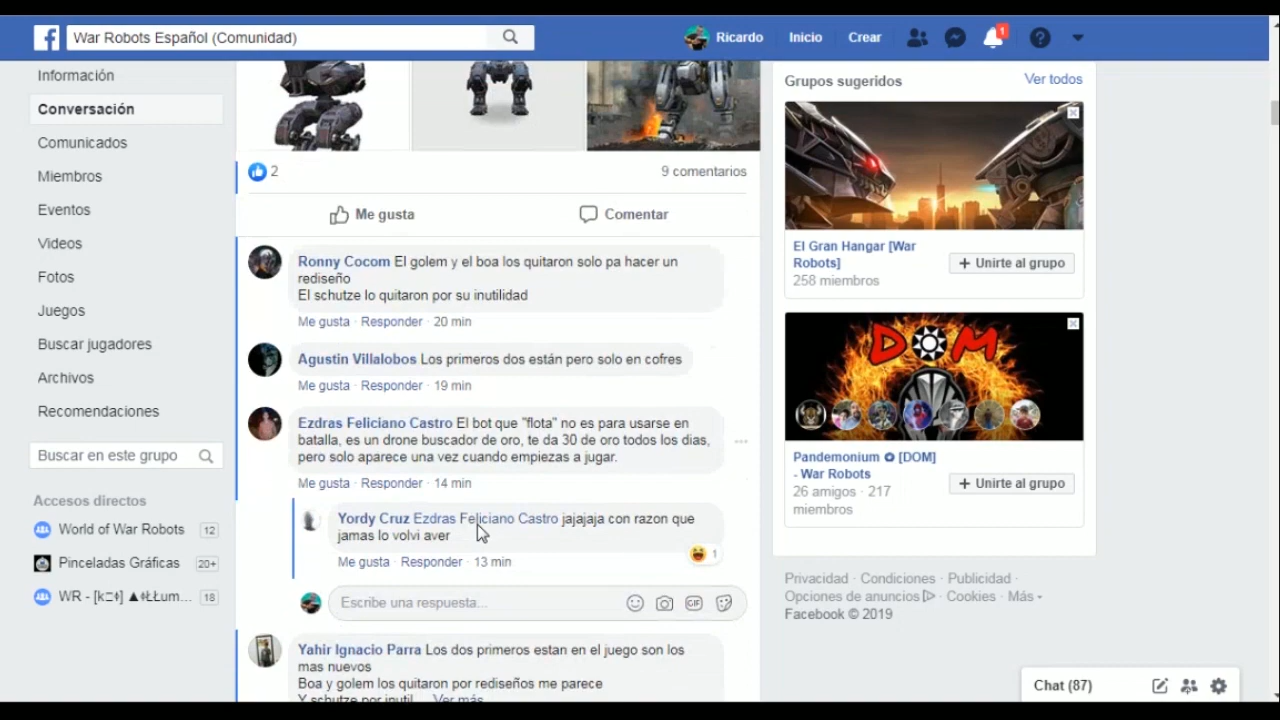 f War Robots Español (Comunidad)
Ricardo Inicio Crear 1
Información
Conversación
Comunicados
Miembros
Eventos
Videos
Fotos
Juegos
Buscar jugadores
Archivos
Recomendaciones
Buscar en este grupo
Accesos directos
World of War Robots 12
Pinceladas Gráficas 20+
18
2
9 comentarios
Me gusta Comentar
Ronny Cocom El golem y el boa los quitaron solo pa hacer un
rediseño
El schutze lo quitaron por su inutilidad
Me gusta · Responder · 20 min
Agustin Villalobos Los primeros dos están pero solo en cofres
Me gusta · Responder · 19 min
Ezdras Feliciano Castro El bot que "flota" no es para usarse en
batalla, es un drone buscador de oro, te da 30 de oro todos los dias,
pero solo aparece una vez cuando empiezas a jugar.
Me gusta · Responder · 14 min
Yordy Cruz Ezdras Feliciano Castro jajajaja con razon que
jamas lo volvi aver
1
Me gusta · Responder · 13 min
Escribe una respuesta...
GIF
Yahir Ignacio Parra Los dos primeros estan en el juego son los
mas nuevos
Boa y golem los quitaron por rediseños me parece
Y schutze por inutil... Ver más
Grupos sugeridos Ver todos
El Gran Hangar [War
Robots]
258 miembros
+ Unirte al grupo
DOM
Pandemonium ✪ [DOM]
- War Robots
26 amigos · 217
miembros
+ Unirte al grupo
Privacidad · Condiciones · Publicidad ·
Opciones de anuncios · Cookies · Más
Facebook © 2019
Chat (87)